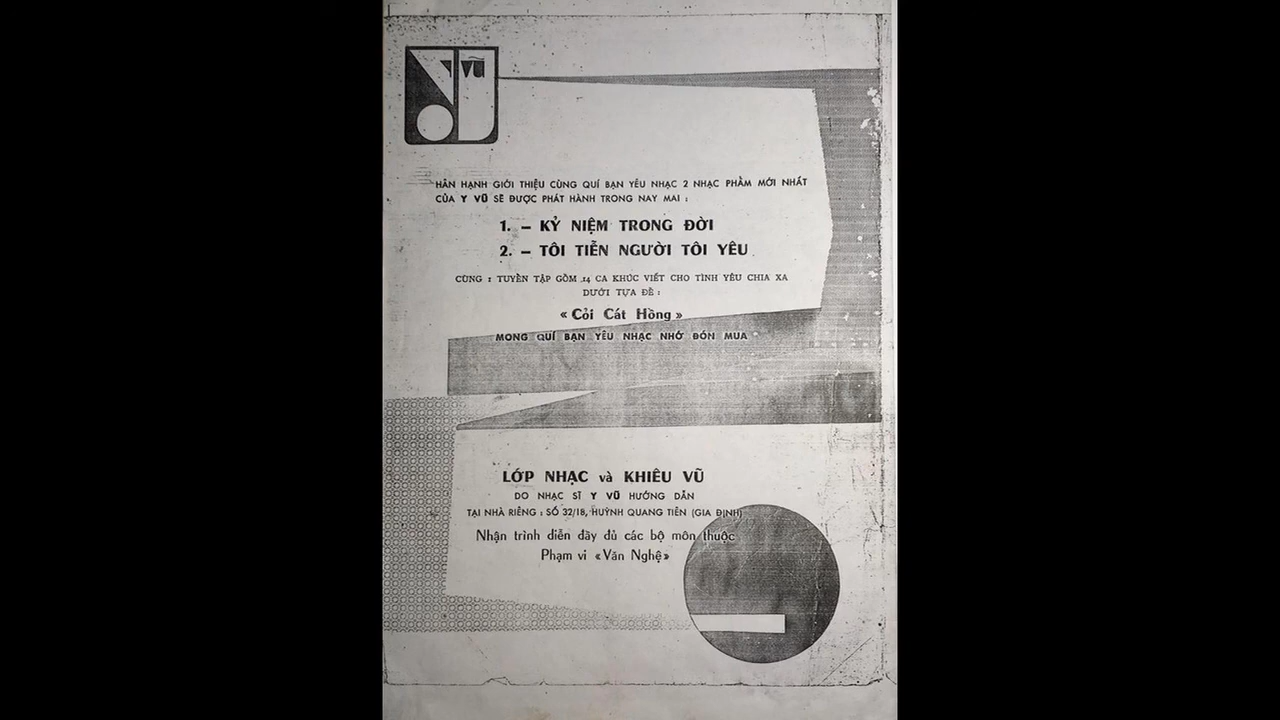 Y VŨ
HÂN HẠNH GIỚI THIỆU CÙNG QUÍ BẠN YÊU NHẠC 2 NHẠC PHẨM MỚI NHẤT
CỦA Y VŨ SẼ ĐƯỢC PHÁT HÀNH TRONG NAY MAI :
1. – KỶ NIỆM TRONG ĐỜI
2. – TÔI TIỄN NGƯỜI TÔI YÊU
CÙNG : TUYỂN TẬP GỒM 14 CA KHÚC VIẾT CHO TÌNH YÊU CHIA XA
DƯỚI TỰA ĐỀ :
« Cỏi Cát Hồng »
MONG QUÍ BẠN YÊU NHẠC NHỚ ĐÓN MUA
LỚP NHẠC và KHIÊU VŨ
DO NHẠC SĨ Y VŨ HƯỚNG DẪN
TẠI NHÀ RIÊNG : SỐ 32/18, HUỲNH QUANG TIÊN (GIA ĐỊNH)
Nhận trình diễn đầy đủ các bộ môn thuộc
Phạm vi «Văn Nghệ»